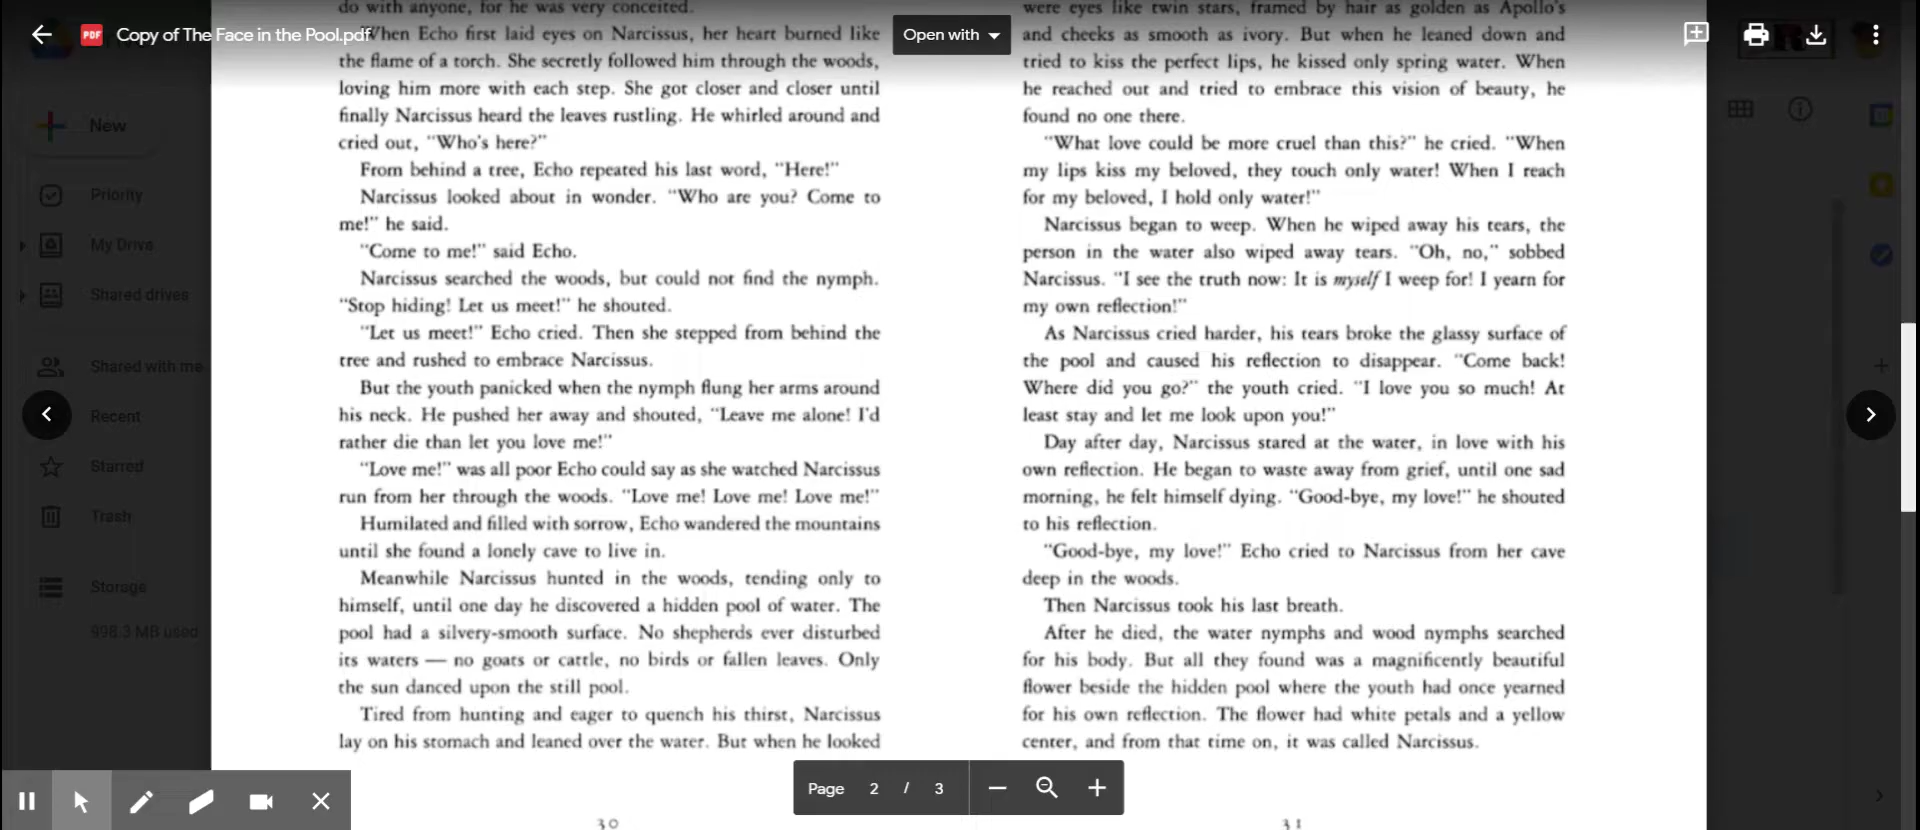 do with anyone, for he was very conceited.
When Echo first laid eyes on Narcissus, her heart burned like
the flame of a torch. She secretly followed him through the woods,
loving him more with each step. She got closer and closer until
finally Narcissus heard the leaves rustling. He whirled around and
cried out, "Who's here?"
From behind a tree, Echo repeated his last word, "Here!"
Narcissus looked about in wonder. "Who are you? Come to
me!" he said.
"Come to me!" said Echo.
Narcissus searched the woods, but could not find the nymph.
"Stop hiding! Let us meet!" he shouted.
"Let us meet!" Echo cried. Then she stepped from behind the
tree and rushed to embrace Narcissus.
But the youth panicked when the nymph flung her arms around
his neck. He pushed her away and shouted, "Leave me alone! I'd
rather die than let you love me!"
"Love me!" was all poor Echo could say as she watched Narcissus
run from her through the woods. "Love me! Love me! Love me!"
Humilated and filled with sorrow, Echo wandered the mountains
until she found a lonely cave to live in.
Meanwhile Narcissus hunted in the woods, tending only to
himself, until one day he discovered a hidden pool of water. The
pool had a silvery-smooth surface. No shepherds ever disturbed
its waters — no goats or cattle, no birds or fallen leaves. Only
the sun danced upon the still pool.
Tired from hunting and eager to quench his thirst, Narcissus
lay on his stomach and leaned over the water. But when he looked
30
were eyes like twin stars, framed by hair as golden as Apollo's
and cheeks as smooth as ivory. But when he leaned down and
tried to kiss the perfect lips, he kissed only spring water. When
he reached out and tried to embrace this vision of beauty, he
found no one there.
"What love could be more cruel than this?" he cried. "When
my lips kiss my beloved, they touch only water! When I reach
for my beloved, I hold only water!"
Narcissus began to weep. When he wiped away his tears, the
person in the water also wiped away tears. "Oh, no," sobbed
Narcissus. "I see the truth now: It is myself I weep for! I yearn for
my own reflection!"
As Narcissus cried harder, his tears broke the glassy surface of
the pool and caused his reflection to disappear. "Come back!
Where did you go?" the youth cried. "I love you so much! At
least stay and let me look upon you!"
Day after day, Narcissus stared at the water, in love with his
own reflection. He began to waste away from grief, until one sad
morning, he felt himself dying. "Good-bye, my love!" he shouted
to his reflection.
"Good-bye, my love!" Echo cried to Narcissus from her cave
deep in the woods.
Then Narcissus took his last breath.
After he died, the water nymphs and wood nymphs searched
for his body. But all they found was a magnificently beautiful
flower beside the hidden pool where the youth had once yearned
for his own reflection. The flower had white petals and a yellow
center, and from that time on, it was called Narcissus.
31
PDF
Copy of The Face in the Pool.pdf
Open with
New
Priority
My Drive
Shared drives
Shared with me
Recent
Starred
Trash
Storage
998.3 MB used
Page 2 / 3